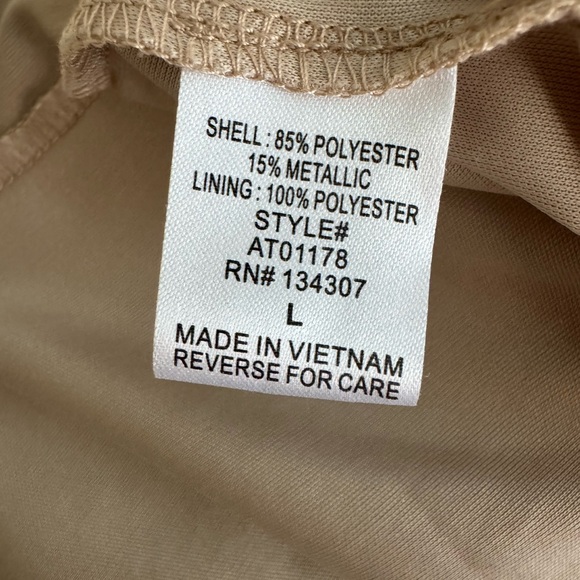 SHELL : 85% POLYESTER
15% METALLIC
LINING : 100% POLYESTER
STYLE#
AT01178
RN# 134307
L
MADE IN VIETNAM
REVERSE FOR CARE